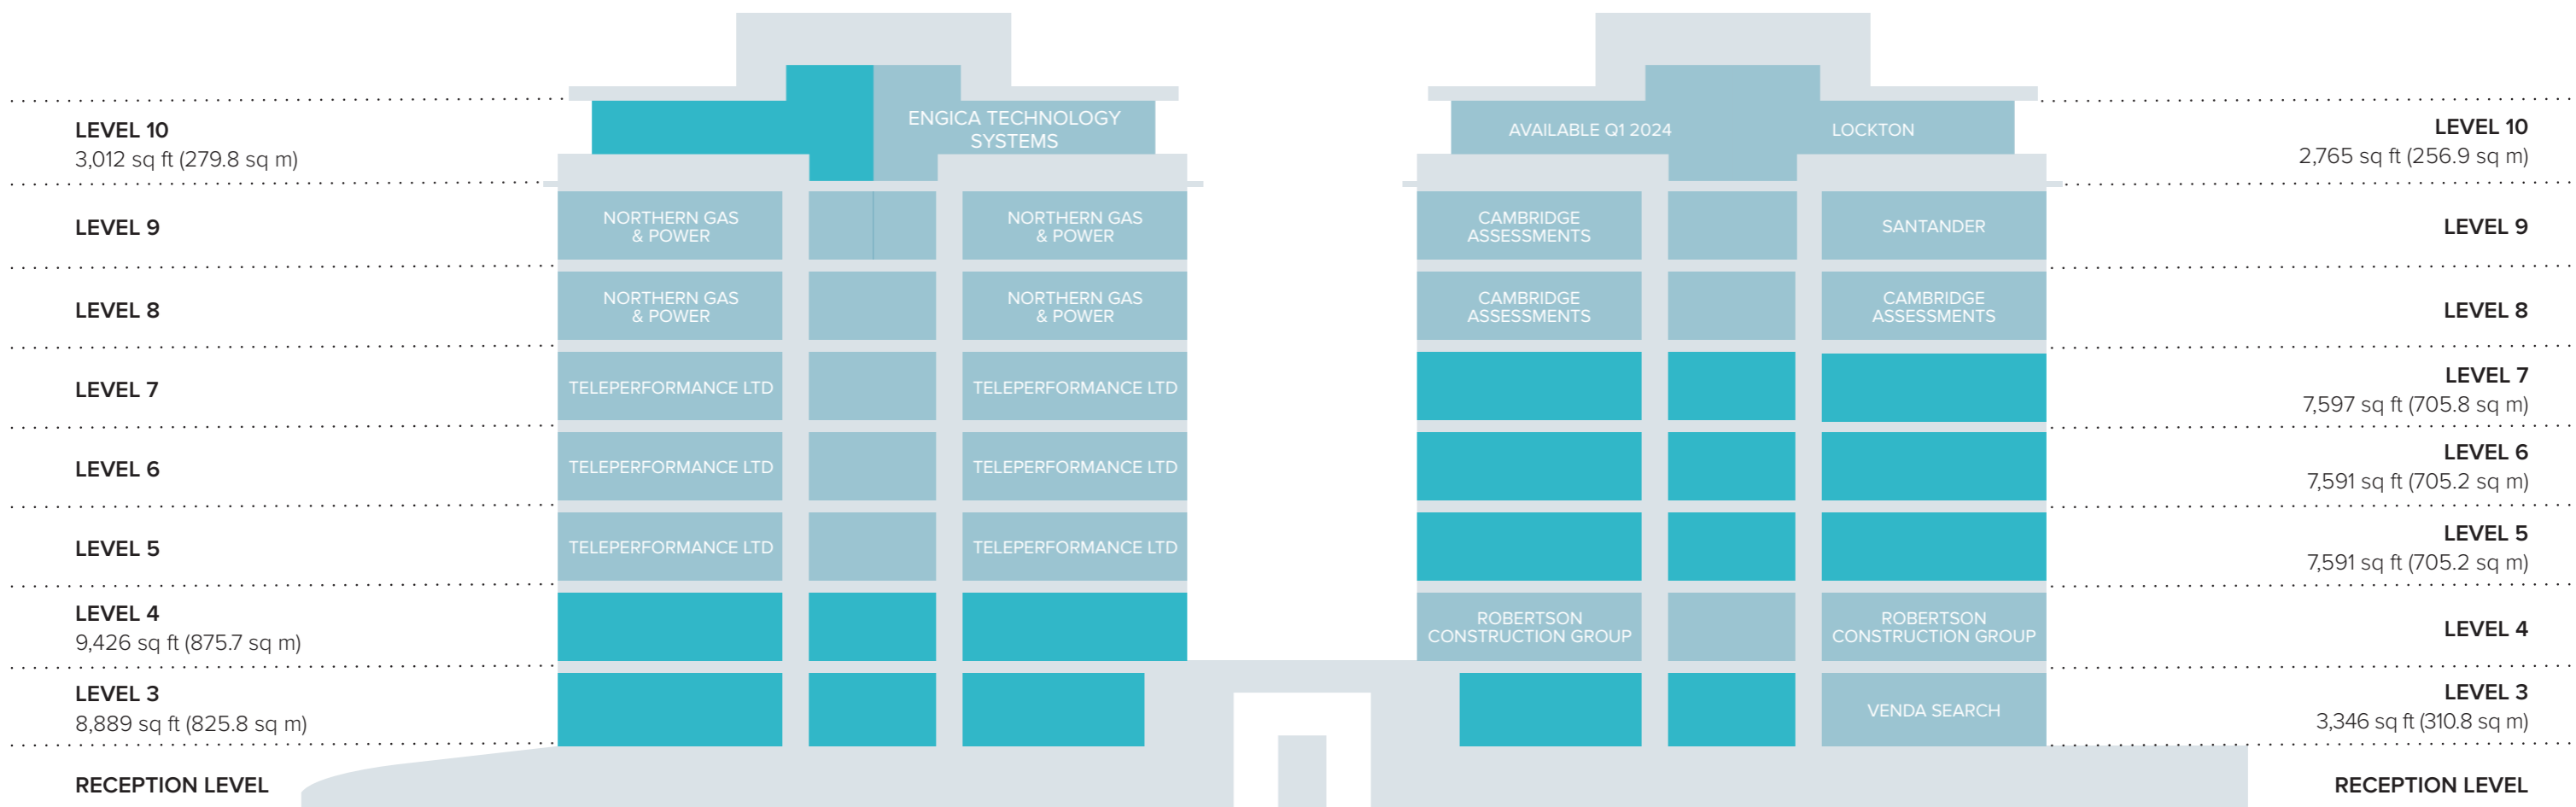 LEVEL 10
3,012 sq ft (279.8 sq m)
LEVEL 9
LEVEL 8
LEVEL 7
LEVEL 6
LEVEL 5
LEVEL 4
9,426 sq ft (875.7 sq m)
LEVEL 3
8,889 sq ft (825.8 sq m)
RECEPTION LEVEL
ENGICA TECHNOLOGY
SYSTEMS
NORTHERN GAS
& POWER
NORTHERN GAS
& POWER
NORTHERN GAS
& POWER
NORTHERN GAS
& POWER
TELEPERFORMANCE LTD
TELEPERFORMANCE LTD
TELEPERFORMANCE LTD
TELEPERFORMANCE LTD
TELEPERFORMANCE LTD
TELEPERFORMANCE LTD
AVAILABLE Q1 2024
LOCKTON
CAMBRIDGE
ASSESSMENTS
SANTANDER
CAMBRIDGE
ASSESSMENTS
CAMBRIDGE
ASSESSMENTS
ROBERTSON
CONSTRUCTION GROUP
ROBERTSON
CONSTRUCTION GROUP
VENDA SEARCH
LEVEL 10
2,765 sq ft (256.9 sq m)
LEVEL 9
LEVEL 8
LEVEL 7
7,597 sq ft (705.8 sq m)
LEVEL 6
7,591 sq ft (705.2 sq m)
LEVEL 5
7,591 sq ft (705.2 sq m)
LEVEL 4
LEVEL 3
3,346 sq ft (310.8 sq m)
RECEPTION LEVEL